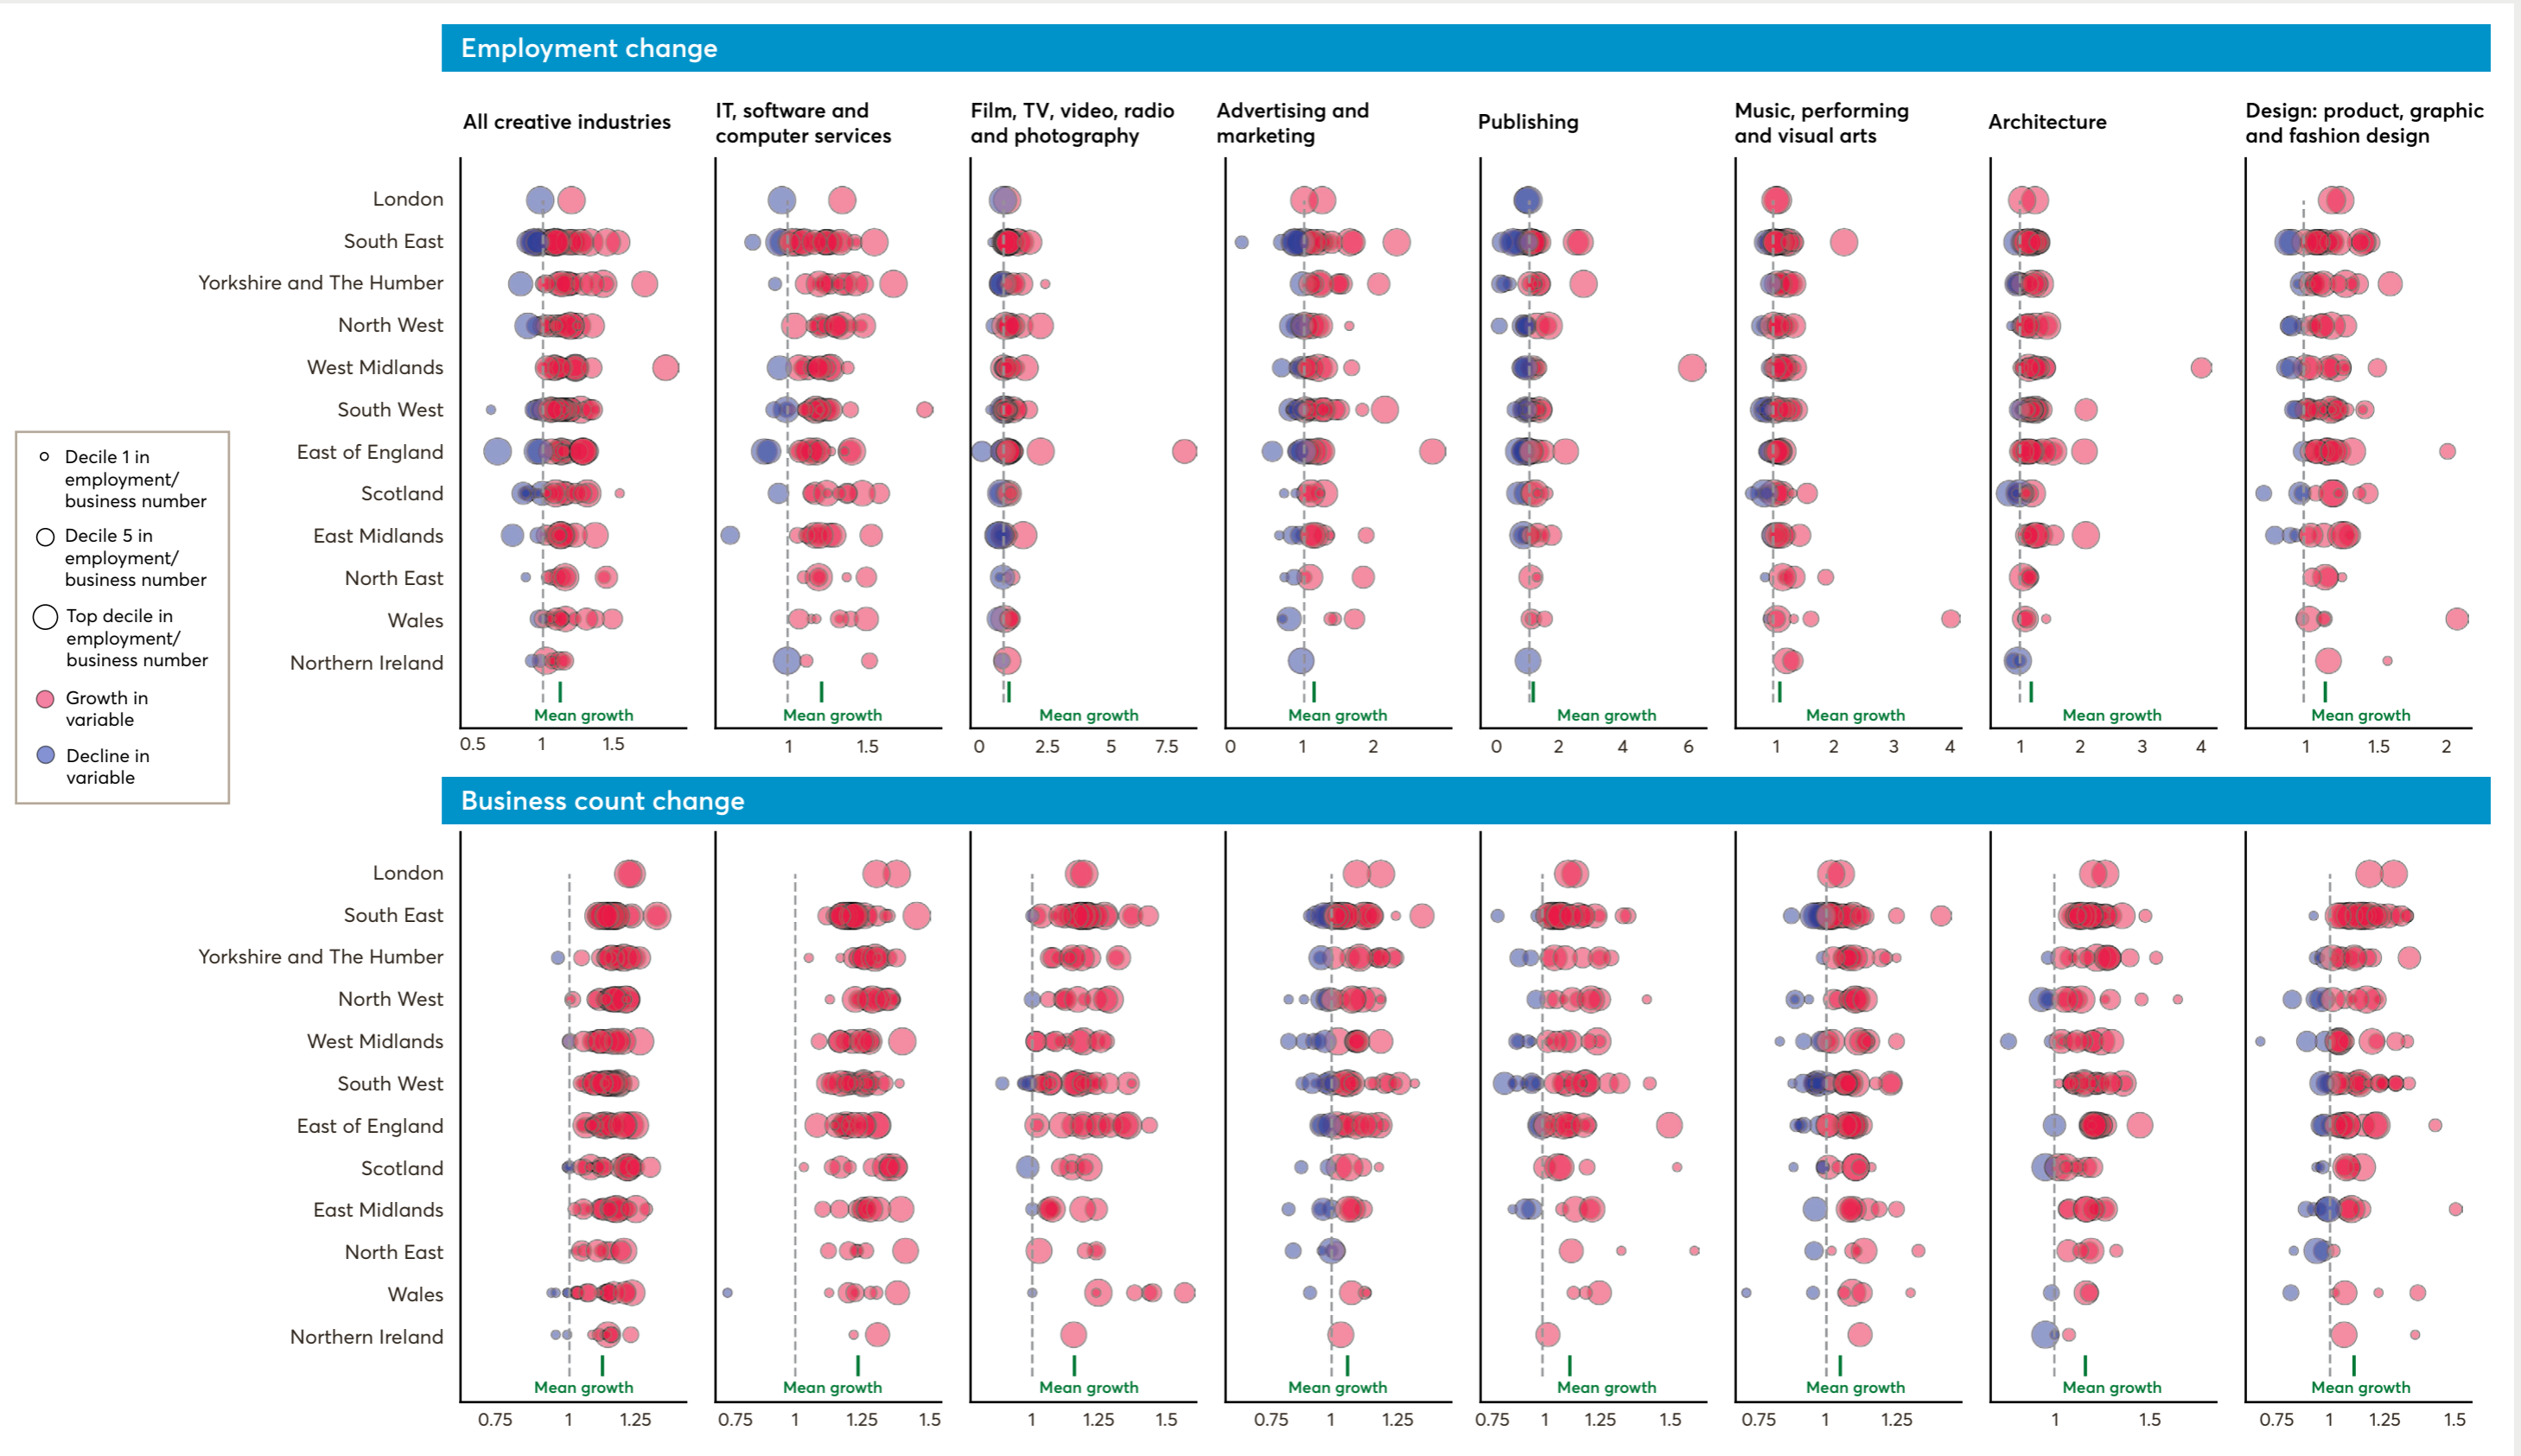 Employment change
All creative industries
IT, software and
computer services
Film, TV, video, radio
and photography
Advertising and
marketing
Publishing
Music, performing
and visual arts
Architecture
Design: product, graphic
and fashion design
London
South East
Yorkshire and The Humber
North West
West Midlands
South West
East of England
Scotland
East Midlands
North East
Wales
Northern Ireland
Decile 1 in
employment/
business number
Decile 5 in
employment/
business number
Top decile in
employment/
business number
Growth in
variable
Decline in
variable
Mean growth Mean growth Mean growth Mean growth Mean growth Mean growth Mean growth Mean growth
0.5 1 1.5 1 1.5 0 2.5 5 7.5 0 1 2 0 2 4 6 1 2 3 4 1 2 3 4 1 1.5 2
Business count change
London
South East
Yorkshire and The Humber
North West
West Midlands
South West
East of England
Scotland
East Midlands
North East
Wales
Northern Ireland
Mean growth Mean growth Mean growth Mean growth Mean growth Mean growth Mean growth Mean growth
0.75 1 1.25 0.75 1 1.25 1.5 1 1.25 1.5 0.75 1 1.25 0.75 1 1.25 1.5 0.75 1 1.25 1 1.5 0.75 1 1.25 1.5